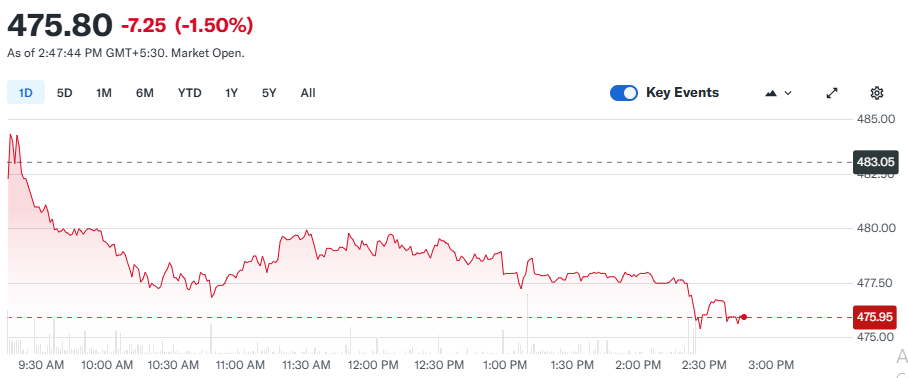 475.80 -7.25 (-1.50%)
As of 2:47:44 PM GMT+5:30. Market Open.
1D 5D 1M 6M YTD 1Y 5Y All Key Events
485.00
483.05
482.50
480.00
477.50
475.95
475.00
9:30 AM 10:00 AM 10:30 AM 11:00 AM 11:30 AM 12:00 PM 12:30 PM 1:00 PM 1:30 PM 2:00 PM 2:30 PM 3:00 PM
A